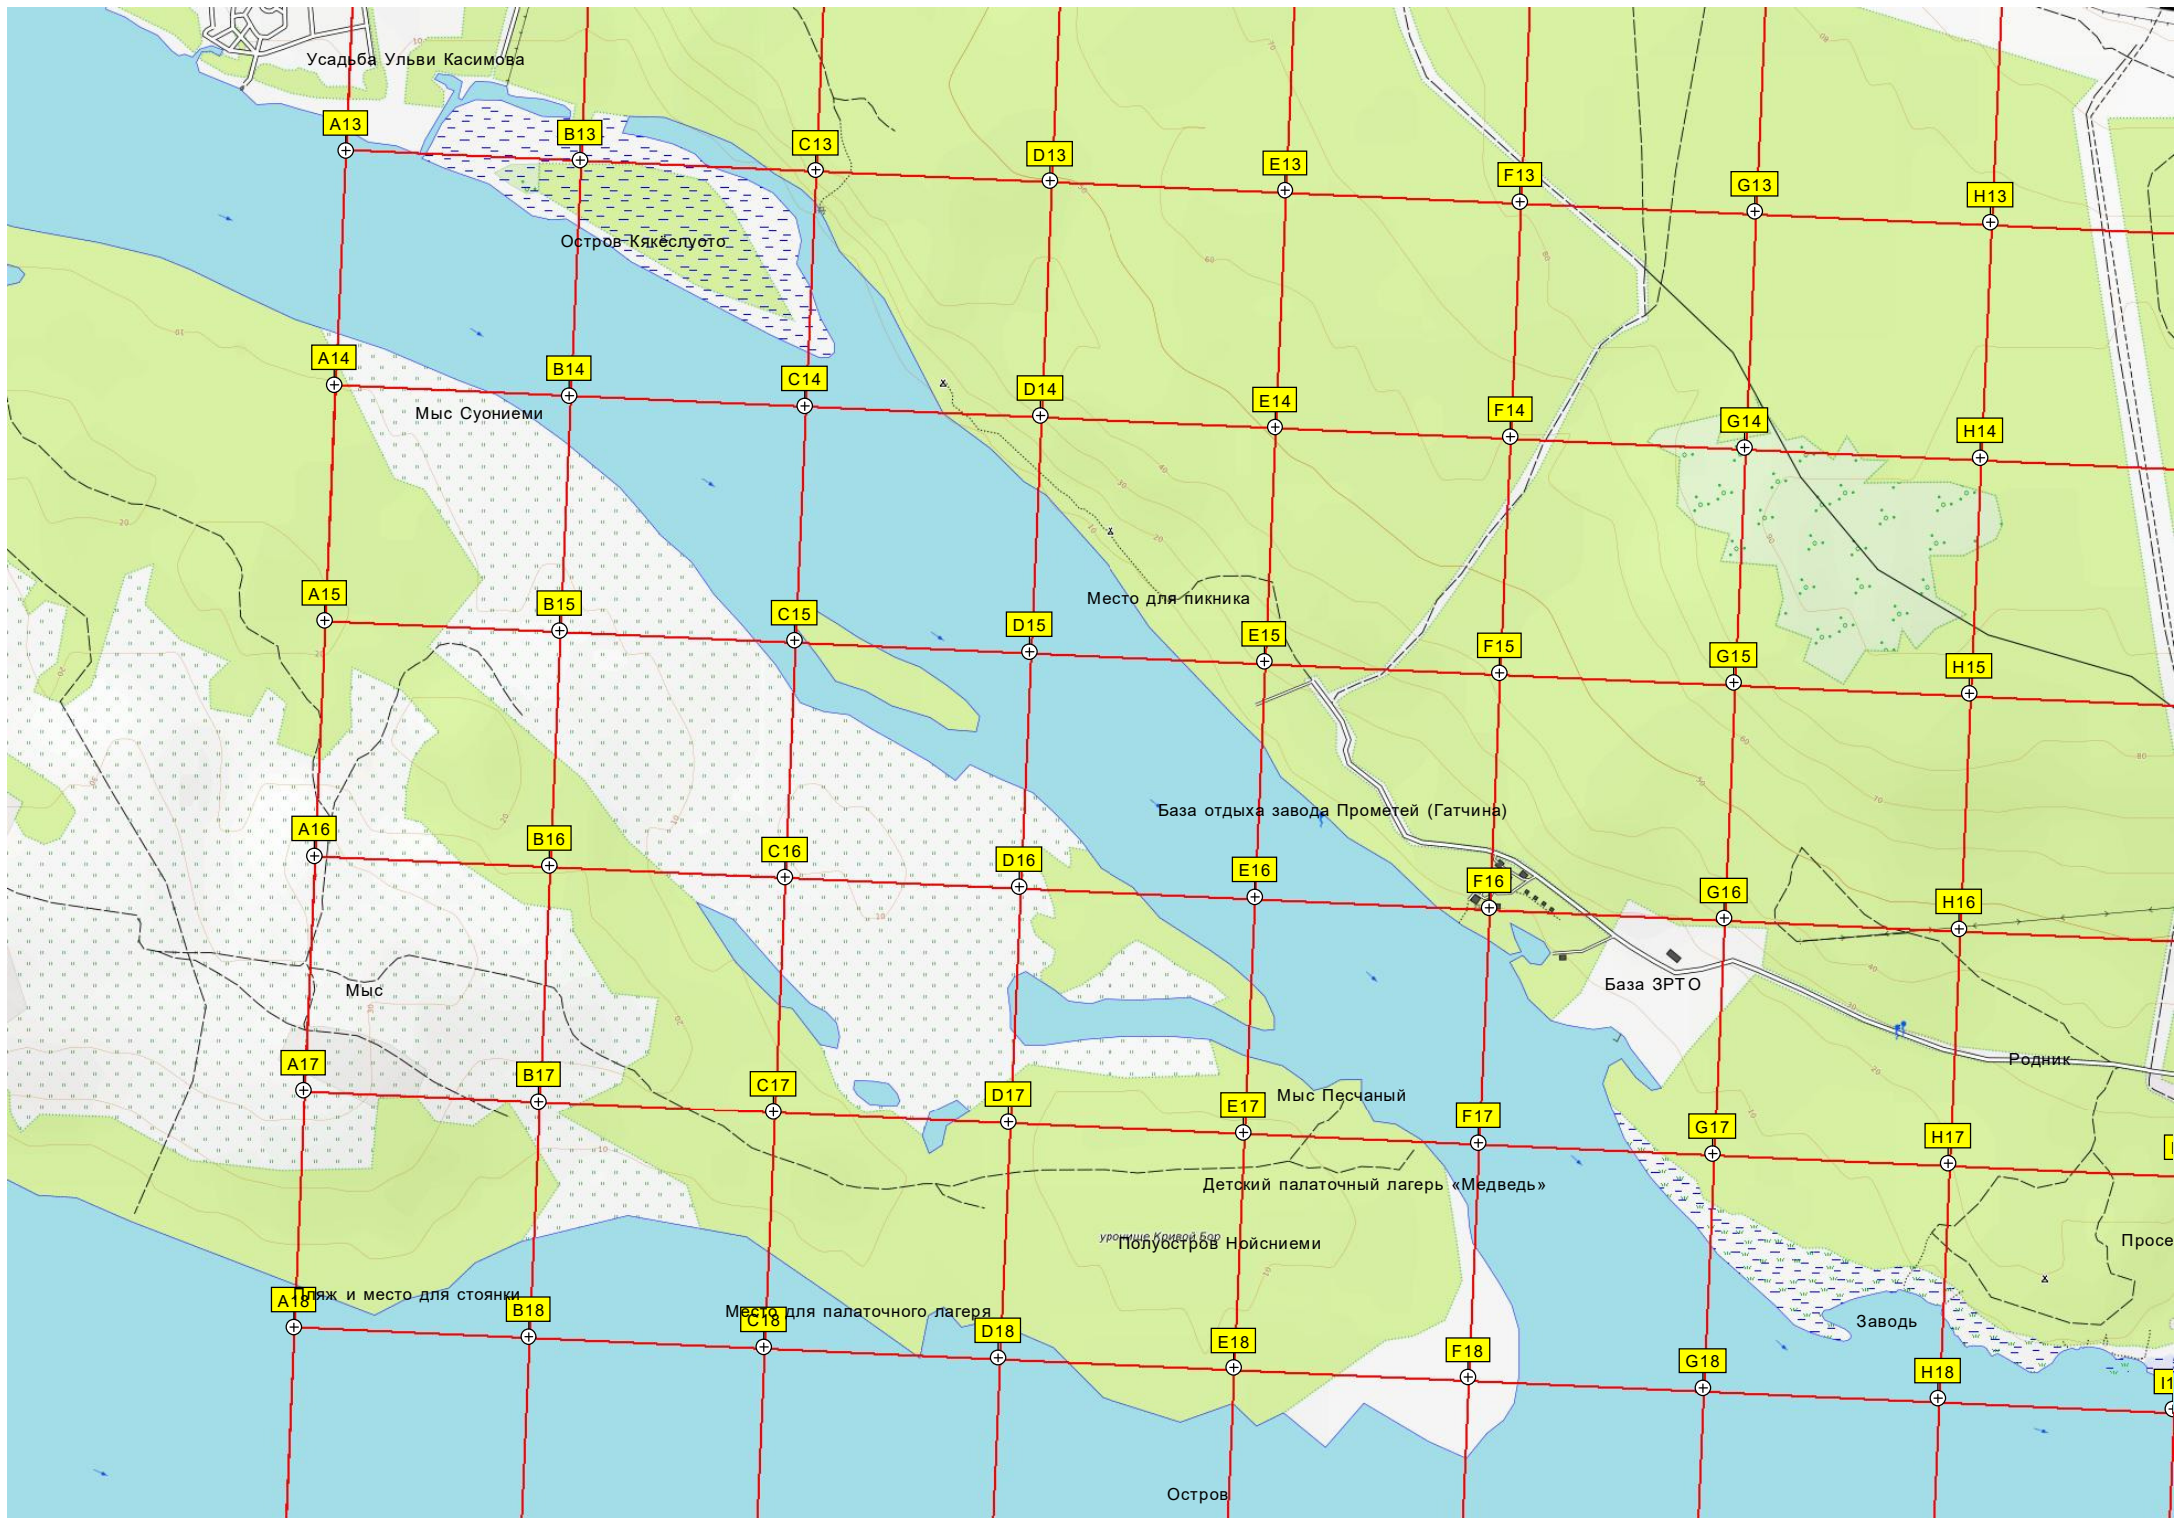 Усадьба Ульви Касимова
A13
B13
C13
D13
E13
F13
G13
H13
Остров Кякёслуото
A14
B14
C14
D14
E14
F14
G14
H14
Мыс Суониеми
A15
B15
C15
D15
E15
F15
G15
H15
Место для пикника
База отдыха завода Прометей (Гатчина)
A16
B16
C16
D16
E16
F16
G16
H16
Мыс
База ЗРТО
Родник
A17
B17
C17
D17
E17
F17
G17
H17
Мыс Песчаный
Детский палаточный лагерь «Медведь»
урочище Кривой Бор
Полуостров Нойсниеми
Просе
Пляж и место для стоянки
Место для палаточного лагеря
Заводь
A18
B18
C18
D18
E18
F18
G18
H18
I1
Остров